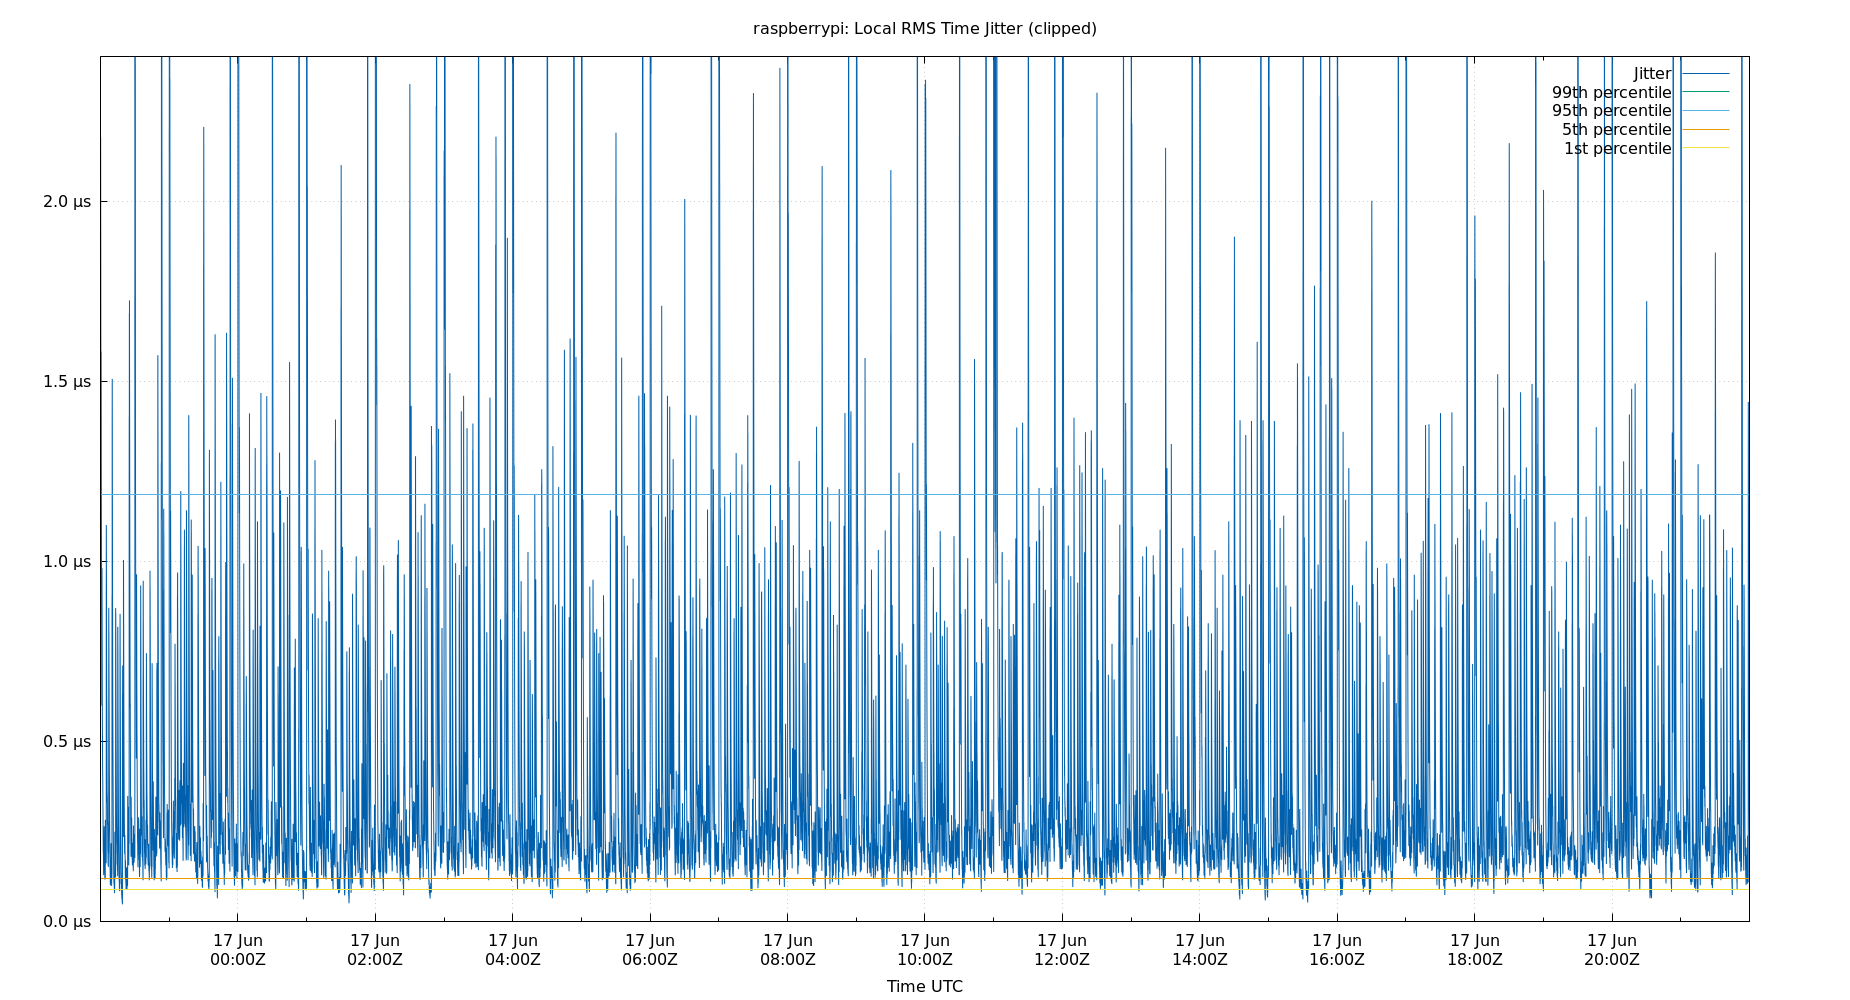 raspberrypi: Local RMS Time Jitter (clipped)
Jitter
99th percentile
95th percentile
5th percentile
1st percentile
2.0 µs
1.5 µs
1.0 µs
0.5 µs
0.0 µs
17 Jun 17 Jun 17 Jun 17 Jun 17 Jun 17 Jun 17 Jun 17 Jun 17 Jun 17 Jun 17 Jun
00:00Z 02:00Z 04:00Z 06:00Z 08:00Z 10:00Z 12:00Z 14:00Z 16:00Z 18:00Z 20:00Z
Time UTC